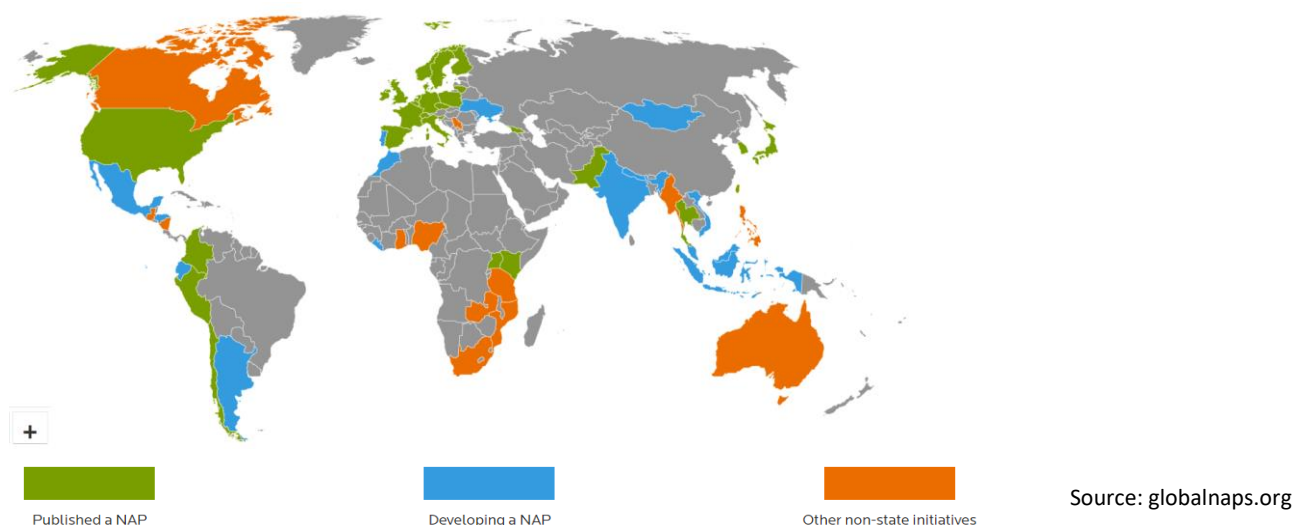 +
Published a NAP
Developing a NAP
Other non-state initiatives
Source: globalnaps.org